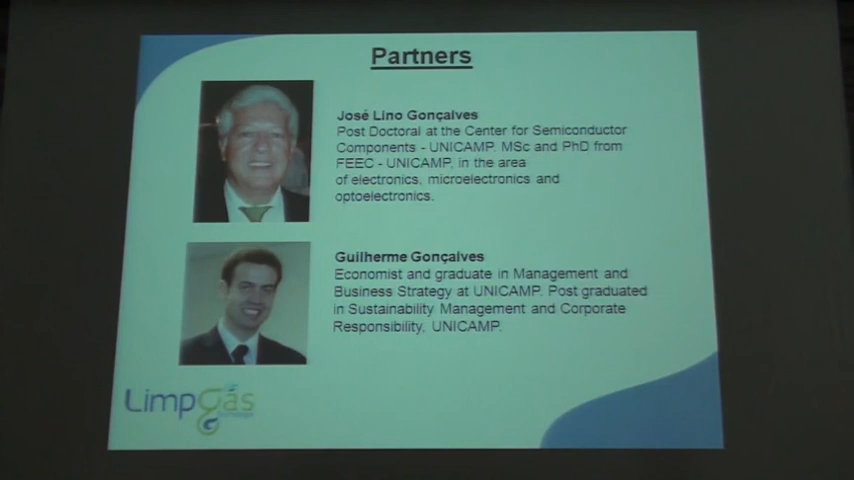 Partners
José Lino Gonçalves
Post Doctoral at the Center for Semiconductor
Components - UNICAMP. MSc and PhD from
FEEC - UNICAMP, in the area
of electronics, microelectronics and
optoelectronics.
Guilherme Gonçalves
Economist and graduate in Management and
Business Strategy at UNICAMP. Post graduated
in Sustainability Management and Corporate
Responsibility, UNICAMP.
Limpgás